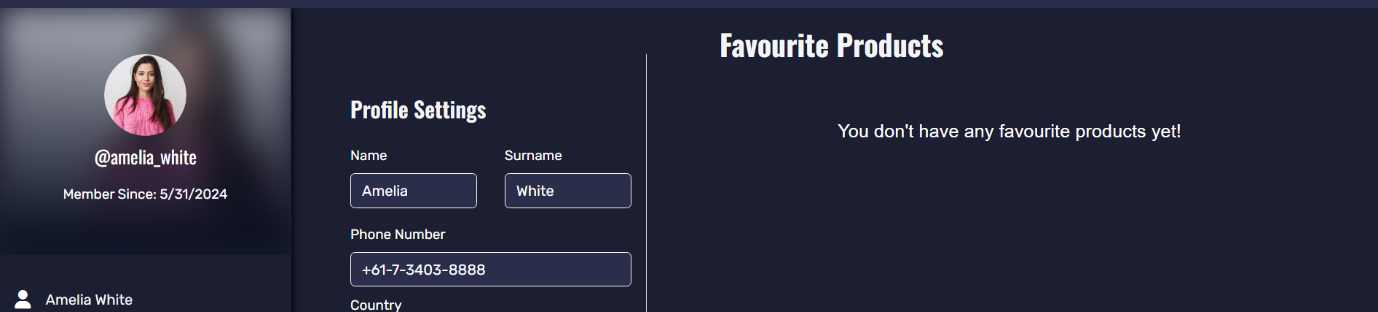 @amelia_white
Member Since: 5/31/2024
Amelia White
Profile Settings
Name
Surname
Amelia
White
Phone Number
+61-7-3403-8888
Country
Favourite Products
You don't have any favourite products yet!